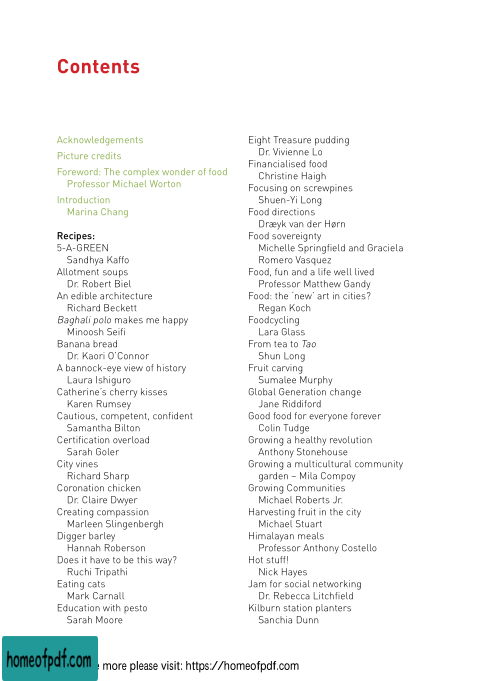 Contents
Acknowledgements
Picture credits
Foreword: The complex wonder of food
Professor Michael Worton
Introduction
Marina Chang
Recipes:
5-A-GREEN
Sandhya Kaffo
Allotment soups
Dr. Robert Biel
An edible architecture
Richard Beckett
Baghali polo makes me happy
Minoosh Seifi
Banana bread
Dr. Kaori O'Connor
A bannock-eye view of history
Laura Ishiguro
Catherine's cherry kisses
Karen Rumsey
Cautious, competent, confident
Samantha Bilton
Certification overload
Sarah Goler
City vines
Richard Sharp
Coronation chicken
Dr. Claire Dwyer
Creating compassion
Marleen Slingenbergh
Digger barley
Hannah Roberson
Does it have to be this way?
Ruchi Tripathi
Eating cats
Mark Carnall
Education with pesto
Sarah Moore
Eight Treasure pudding
Dr. Vivienne Lo
Financialised food
Christine Haigh
Focusing on screwpines
Shuen-Yi Long
Food directions
Dræyk van der Hørn
Food sovereignty
Michelle Springfield and Graciela
Romero Vasquez
Food, fun and a life well lived
Professor Matthew Gandy
Food: the 'new' art in cities?
Regan Koch
Foodcycling
Lara Glass
From tea to Tao
Shun Long
Fruit carving
Sumalee Murphy
Global Generation change
Jane Riddiford
Good food for everyone forever
Colin Tudge
Growing a healthy revolution
Anthony Stonehouse
Growing a multicultural community
garden – Mila Compoy
Growing Communities
Michael Roberts Jr.
Harvesting fruit in the city
Michael Stuart
Himalayan meals
Professor Anthony Costello
Hot stuff!
Nick Hayes
Jam for social networking
Dr. Rebecca Litchfield
Kilburn station planters
Sanchia Dunn
homeofpdf.com
more please visit: https://homeofpdf.com